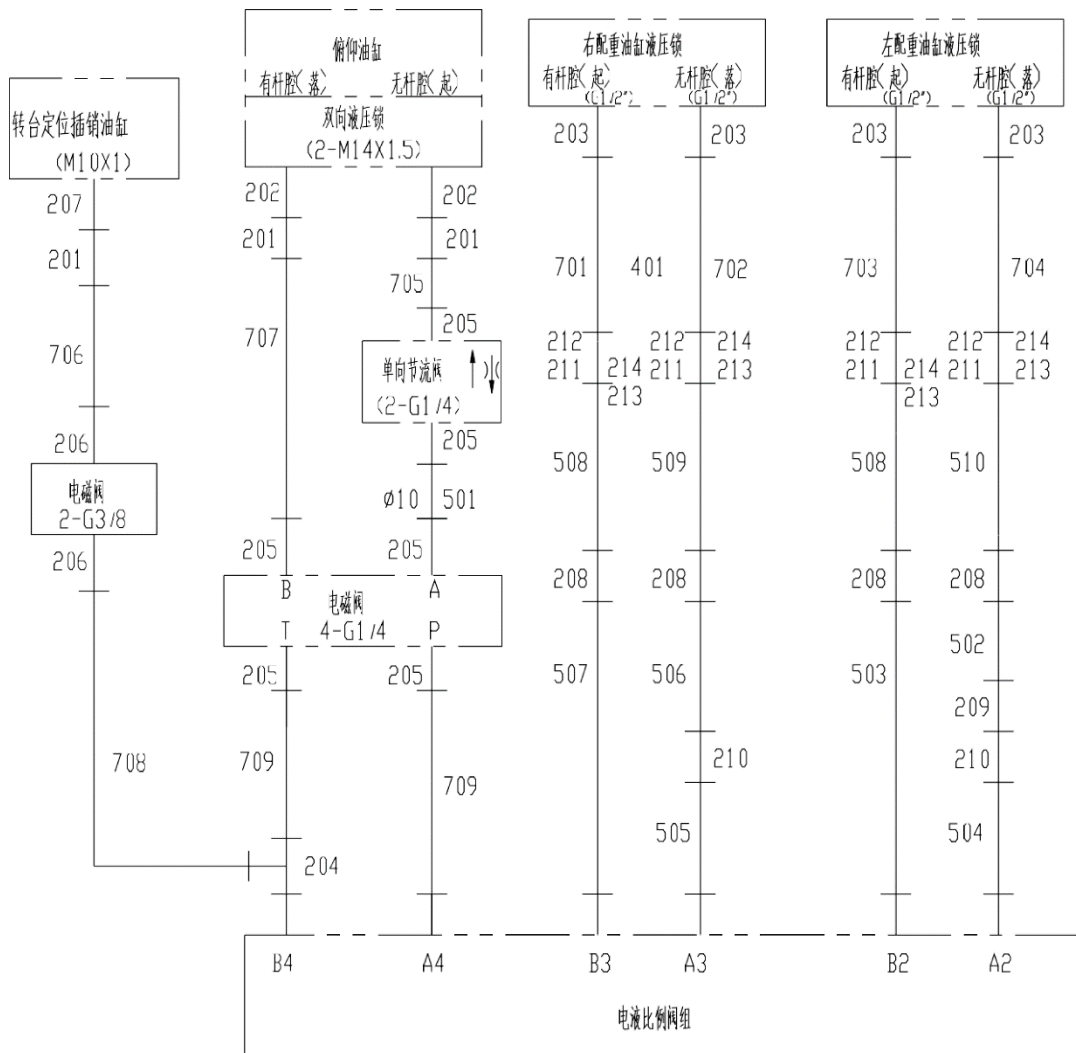 俯仰油缸
有杆腔(落) 无杆腔(起)
双向液压锁
(2-M14X1.5)
右配重油缸液压锁
有杆腔(起) 无杆腔(落)
(G1/2") (G1/2")
左配重油缸液压锁
有杆腔(起) 无杆腔(落)
(G1/2") (G1/2")
转台定位插销油缸
(M10X1)
203 203 203 203
207 202 202
201 201 201
701 401 702 703 704
705
707 205
706
212 212 214 212 212 214
单向节流阀
(2-G1/4)
211 214 211 213 211 214 211 213
213 213
206 205
508 509 508 510
电磁阀
2-G3/8
Ø10 501
206 205 205
208 208 208 208
B A
电磁阀
4-G1/4
T P
502
205 205 507 506 503
209
708 709 709 210 210
505 504
204
B4 A4 B3 A3 B2 A2
电液比例阀组